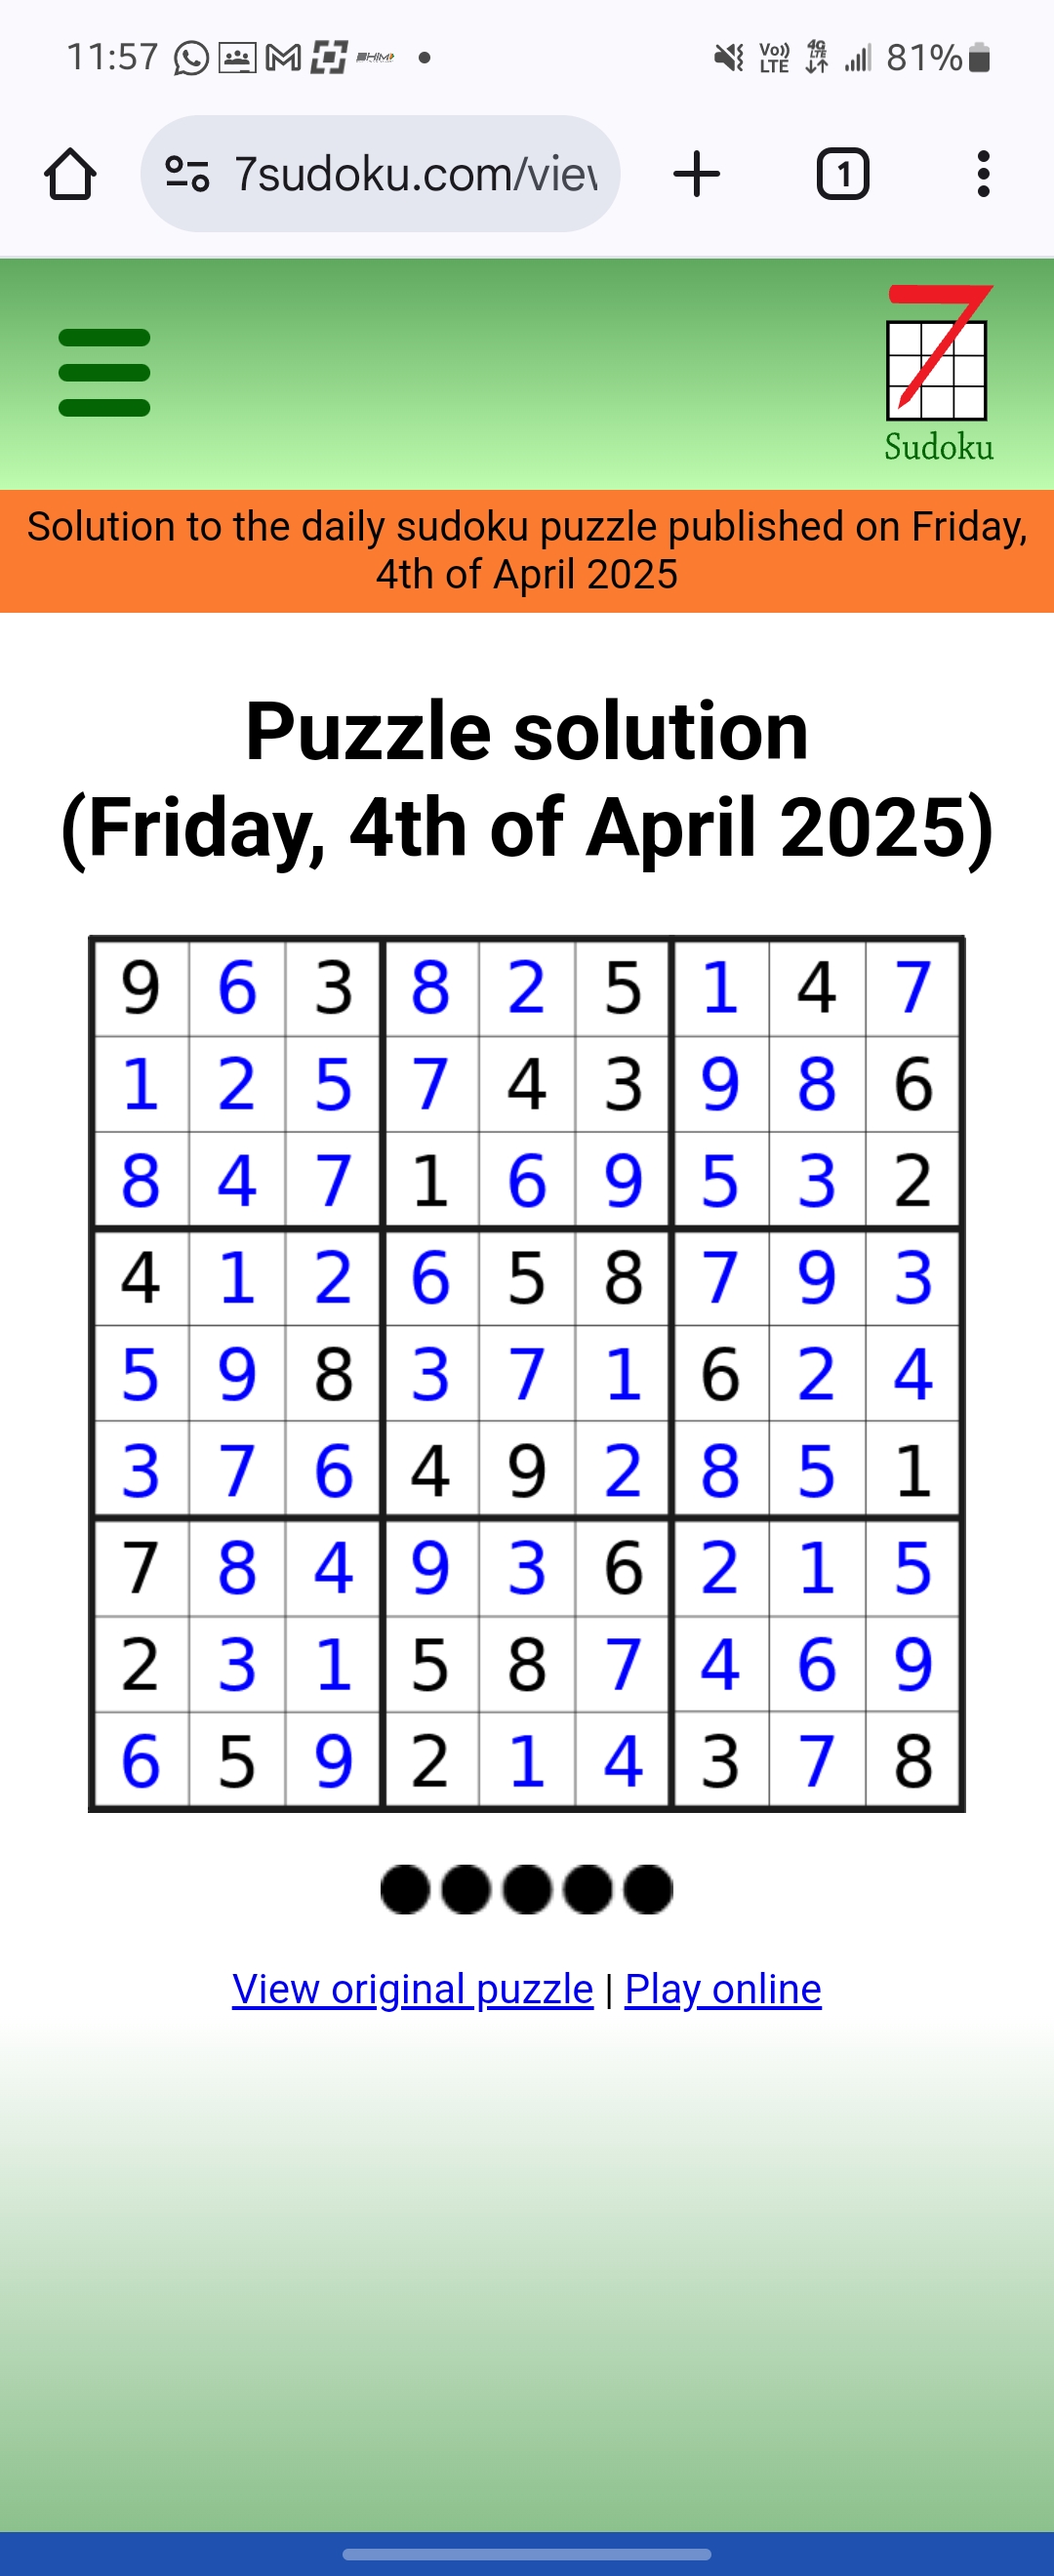 11:57 Vo)) LTE 4G LTE 81%
7sudoku.com/view 1
7
Sudoku
Solution to the daily sudoku puzzle published on Friday,
4th of April 2025
Puzzle solution
(Friday, 4th of April 2025)
9 6 3 8 2 5 1 4 7
1 2 5 7 4 3 9 8 6
8 4 7 1 6 9 5 3 2
4 1 2 6 5 8 7 9 3
5 9 8 3 7 1 6 2 4
3 7 6 4 9 2 8 5 1
7 8 4 9 3 6 2 1 5
2 3 1 5 8 7 4 6 9
6 5 9 2 1 4 3 7 8
View original puzzle | Play online